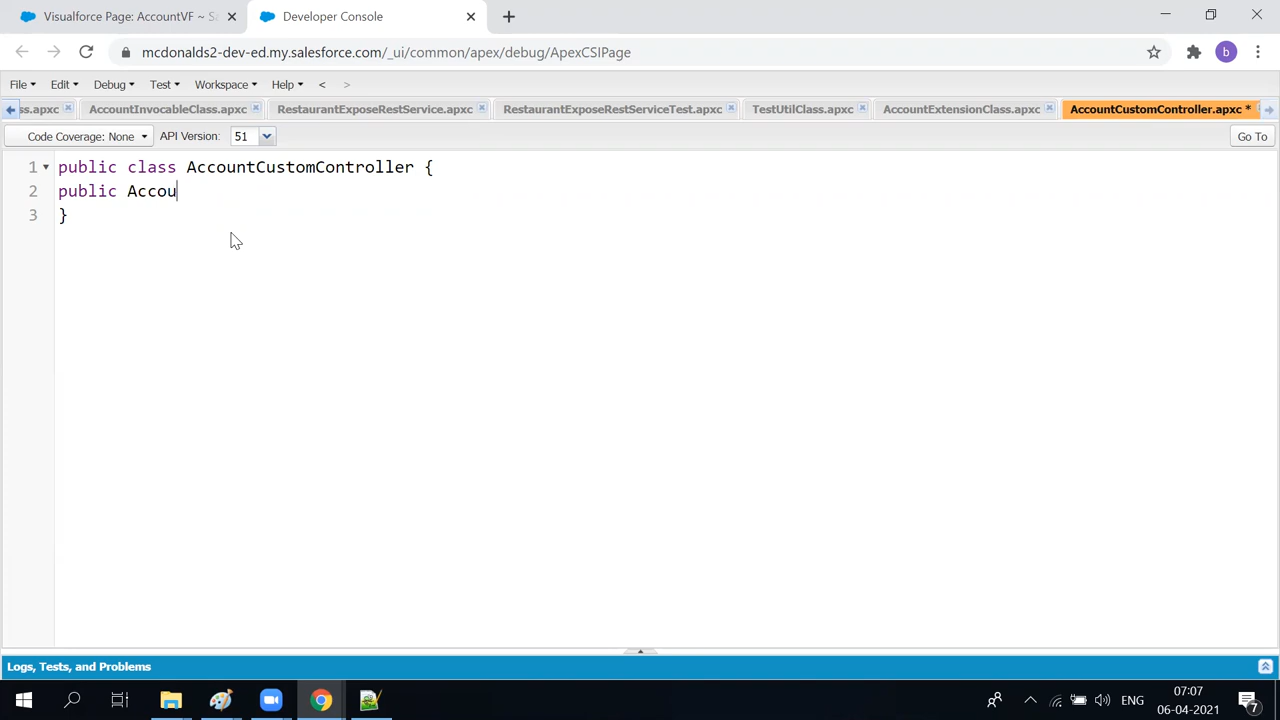 Visualforce Page: AccountVF ~ Sa
Developer Console
mcdonalds2-dev-ed.my.salesforce.com/_ui/common/apex/debug/ApexCSIPage
b
File Edit Debug Test Workspace Help < >
ss.apxc AccountInvocableClass.apxc RestaurantExposeRestService.apxc RestaurantExposeRestServiceTest.apxc TestUtilClass.apxc AccountExtensionClass.apxc AccountCustomController.apxc *
Code Coverage: None API Version: 51 Go To
1 public class AccountCustomController {
2 public Accou
3 }
Logs, Tests, and Problems
ENG
07:07
06-04-2021
7